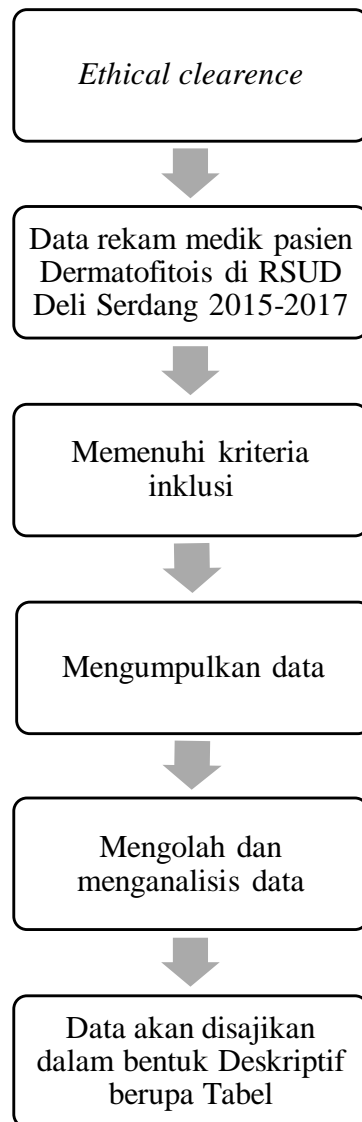 Ethical clearence
Data rekam medik pasien
Dermatofitois di RSUD
Deli Serdang 2015-2017
Memenuhi kriteria
inklusi
Mengumpulkan data
Mengolah dan
menganalisis data
Data akan disajikan
dalam bentuk Deskriptif
berupa Tabel